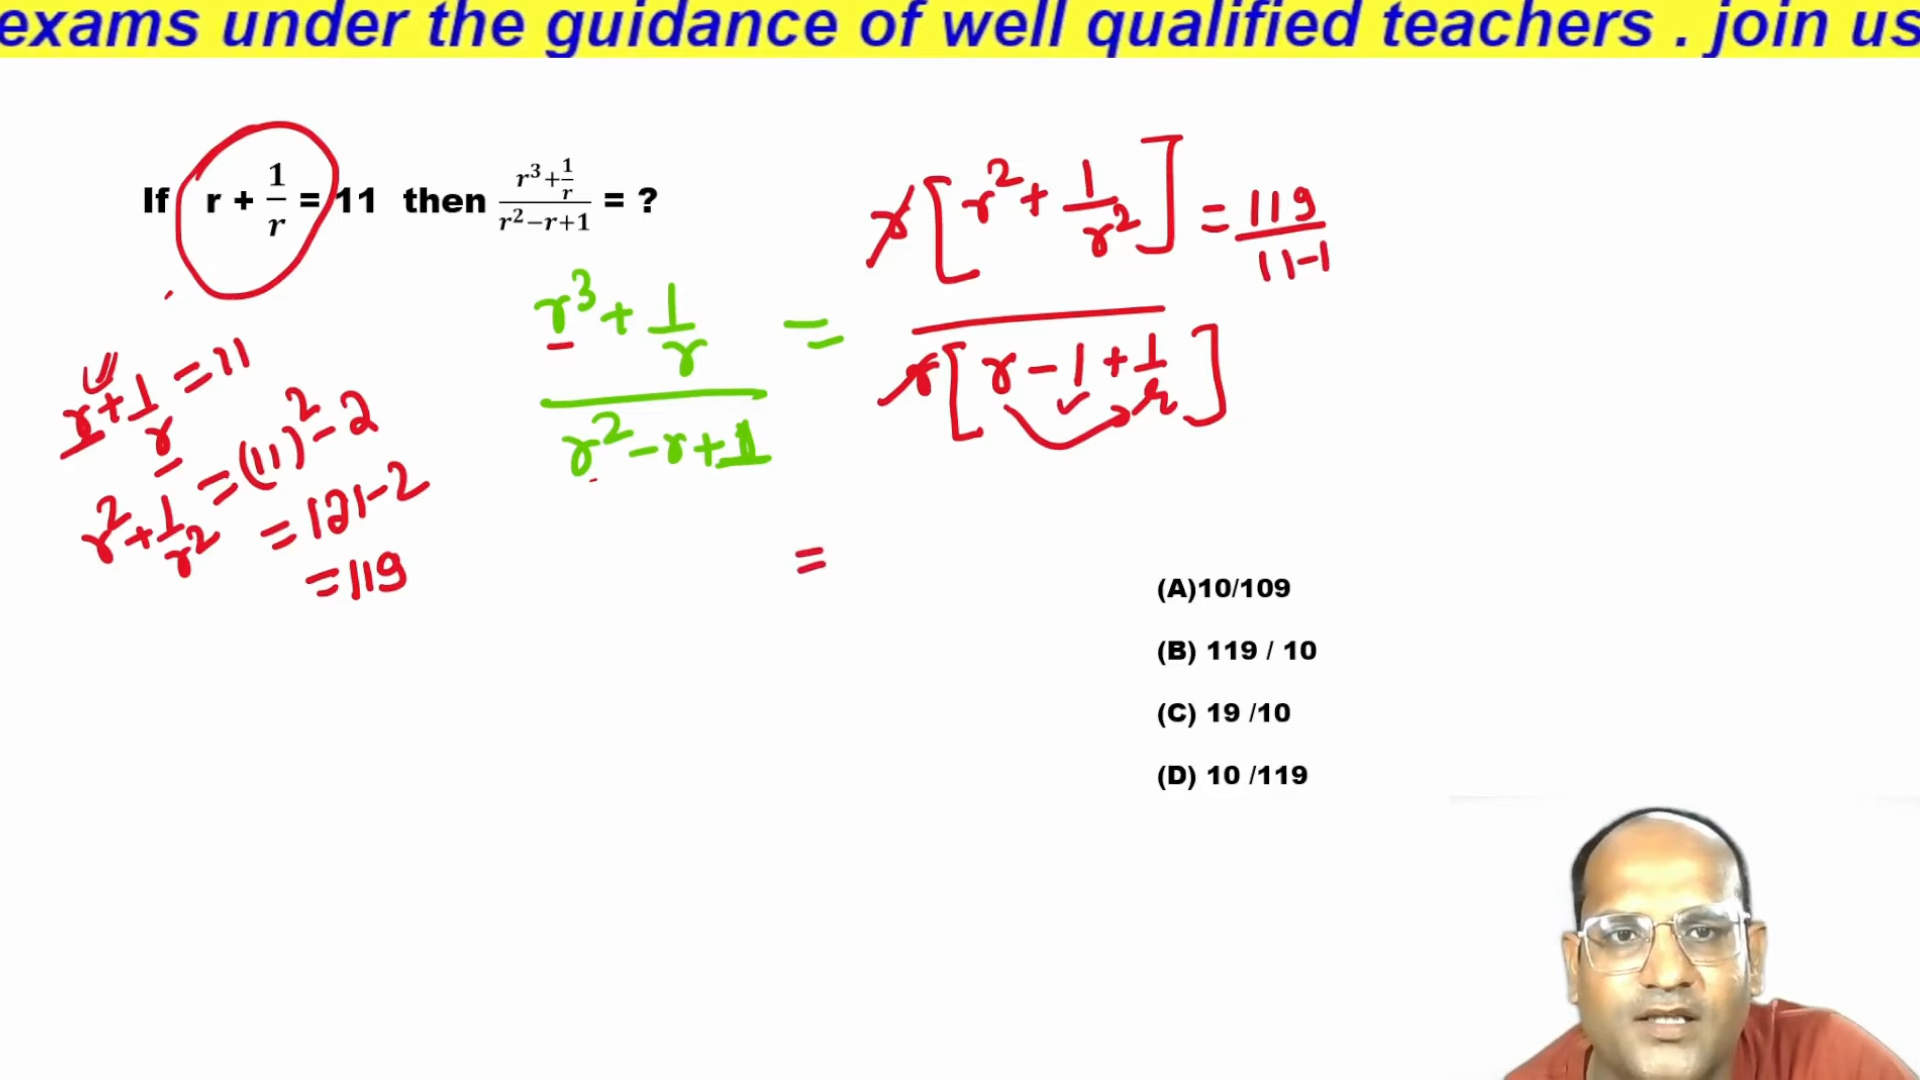 exams under the guidance of well qualified teachers . join us
If r + 1/r = 11 then (r³+1/r)/(r²−r+1) = ?
r³ + 1/r / r² − r + 1 = r[r² + 1/r²] / r[r − 1 + 1/r] = 119 / 11−1
r + 1/r = 11
r² + 1/r² = (11)² − 2
= 121 − 2
= 119
=
(A)10/109
(B) 119 / 10
(C) 19 /10
(D) 10 /119